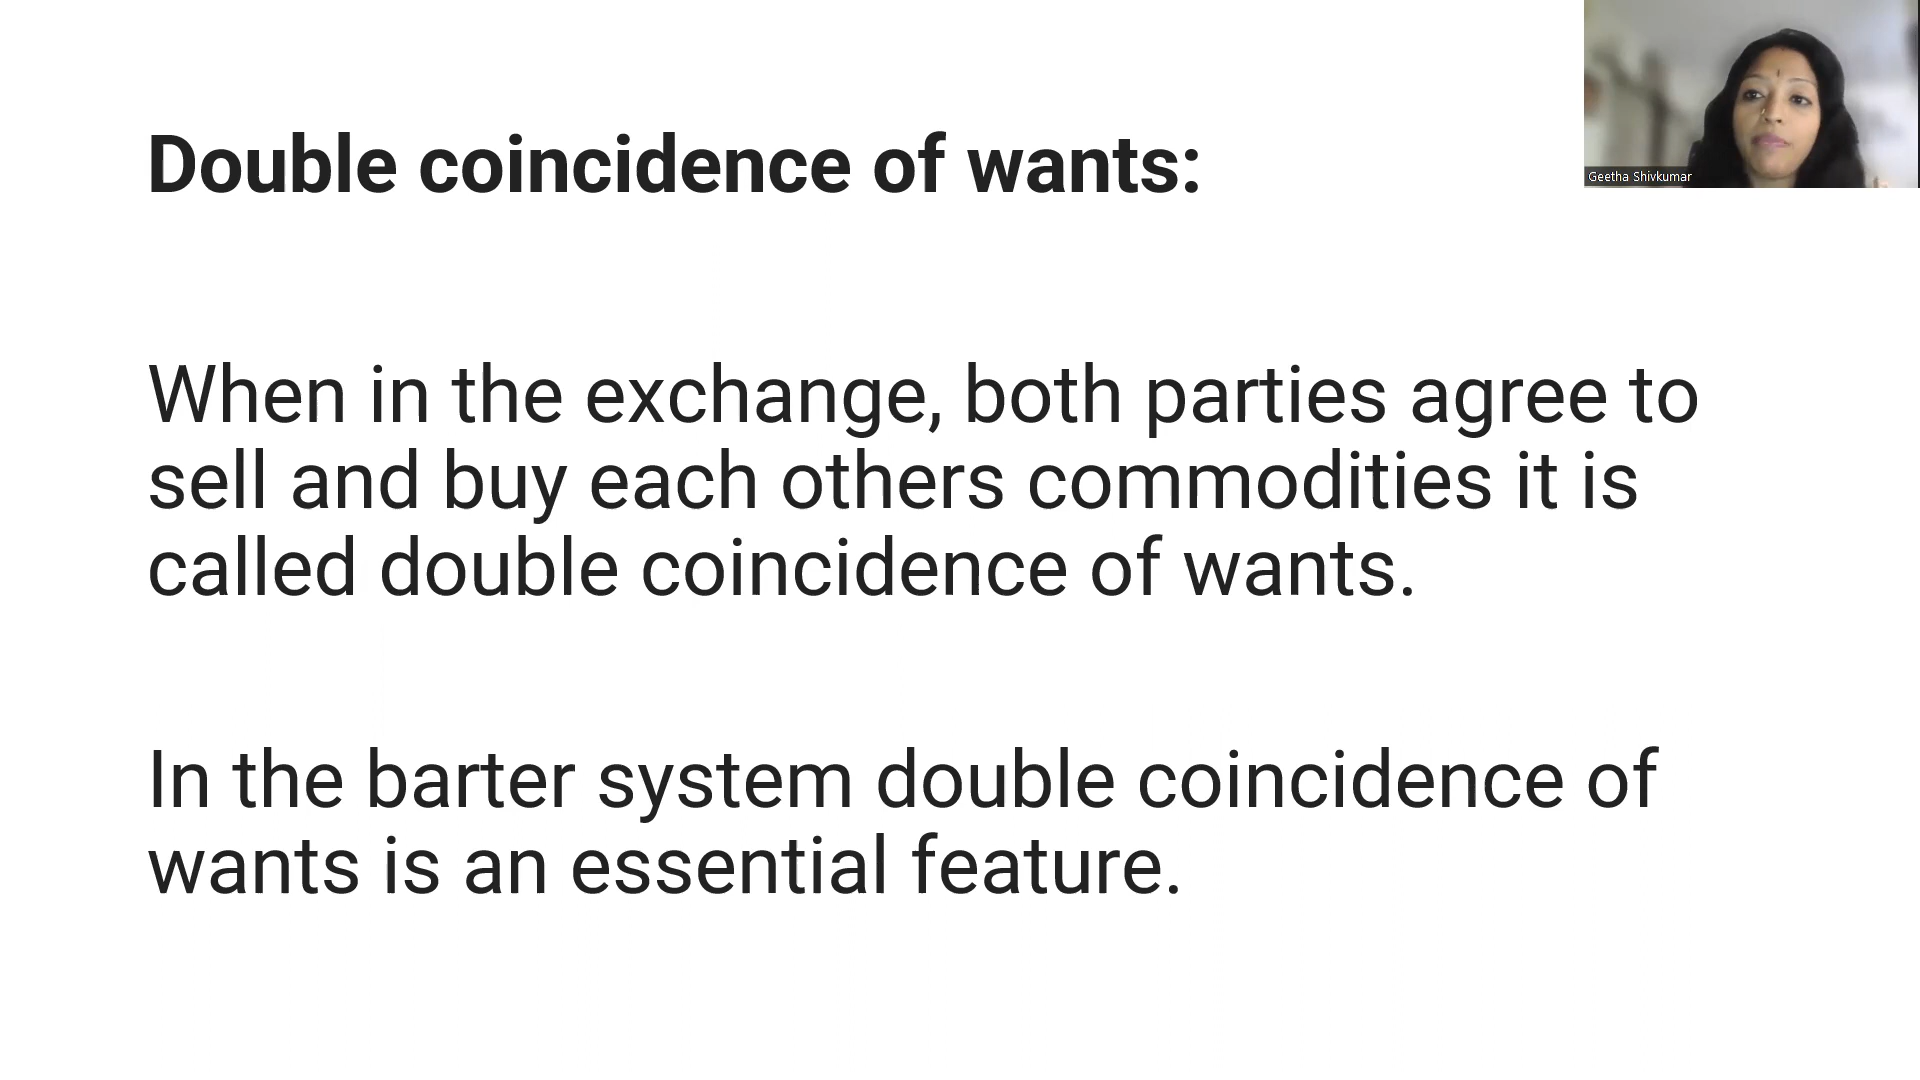 Double coincidence of wants:
Geetha Shivkumar
When in the exchange, both parties agree to
sell and buy each others commodities it is
called double coincidence of wants.
In the barter system double coincidence of
wants is an essential feature.